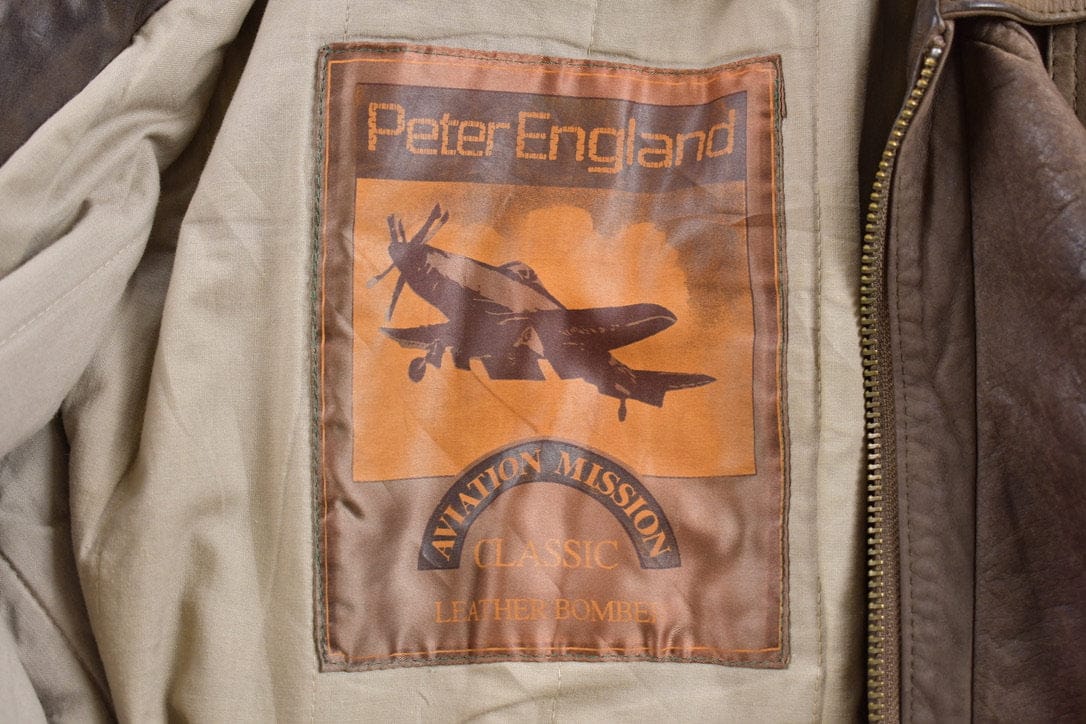 Peter England
AVIATION MISSION
CLASSIC
LEATHER BOMBER